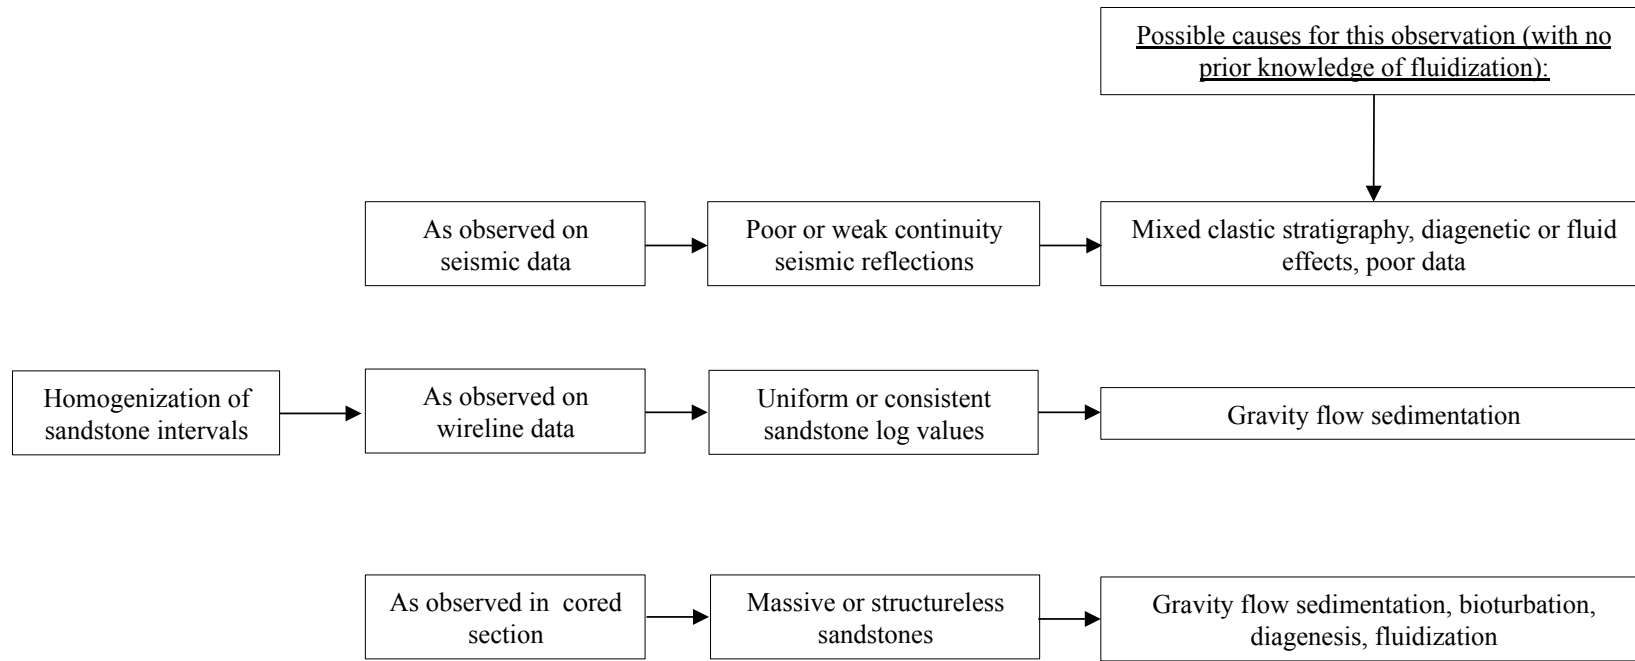 Possible causes for this observation (with no
prior knowledge of fluidization):
As observed on
seismic data
Poor or weak continuity
seismic reflections
Mixed clastic stratigraphy, diagenetic or fluid
effects, poor data
Homogenization of
sandstone intervals
As observed on
wireline data
Uniform or consistent
sandstone log values
Gravity flow sedimentation
As observed in  cored
section
Massive or structureless
sandstones
Gravity flow sedimentation, bioturbation,
diagenesis, fluidization